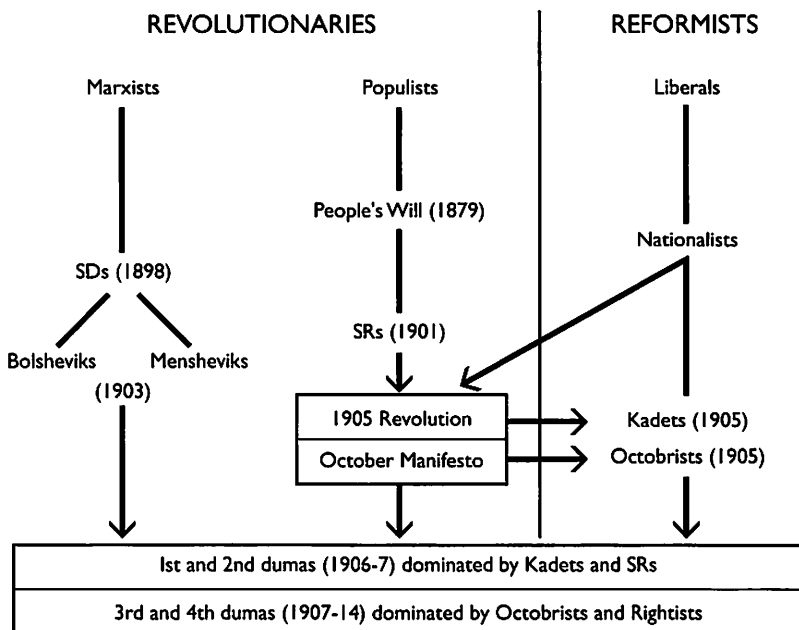 REVOLUTIONARIES
REFORMISTS
Marxists
Populists
Liberals
People's Will (1879)
Nationalists
SDs (1898)
SRs (1901)
Bolsheviks
Mensheviks
(1903)
1905 Revolution
Kadets (1905)
October Manifesto
Octobrists (1905)
1st and 2nd dumas (1906-7) dominated by Kadets and SRs
3rd and 4th dumas (1907-14) dominated by Octobrists and Rightists